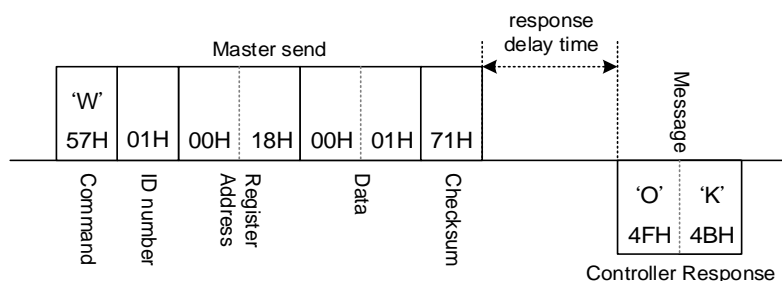 response
delay time
Master send
‘W’
57H 01H 00H 18H 00H 01H 71H
Command
ID number
Register
Address
Data
Checksum
Message
‘O’ ‘K’
4FH 4BH
Controller Response